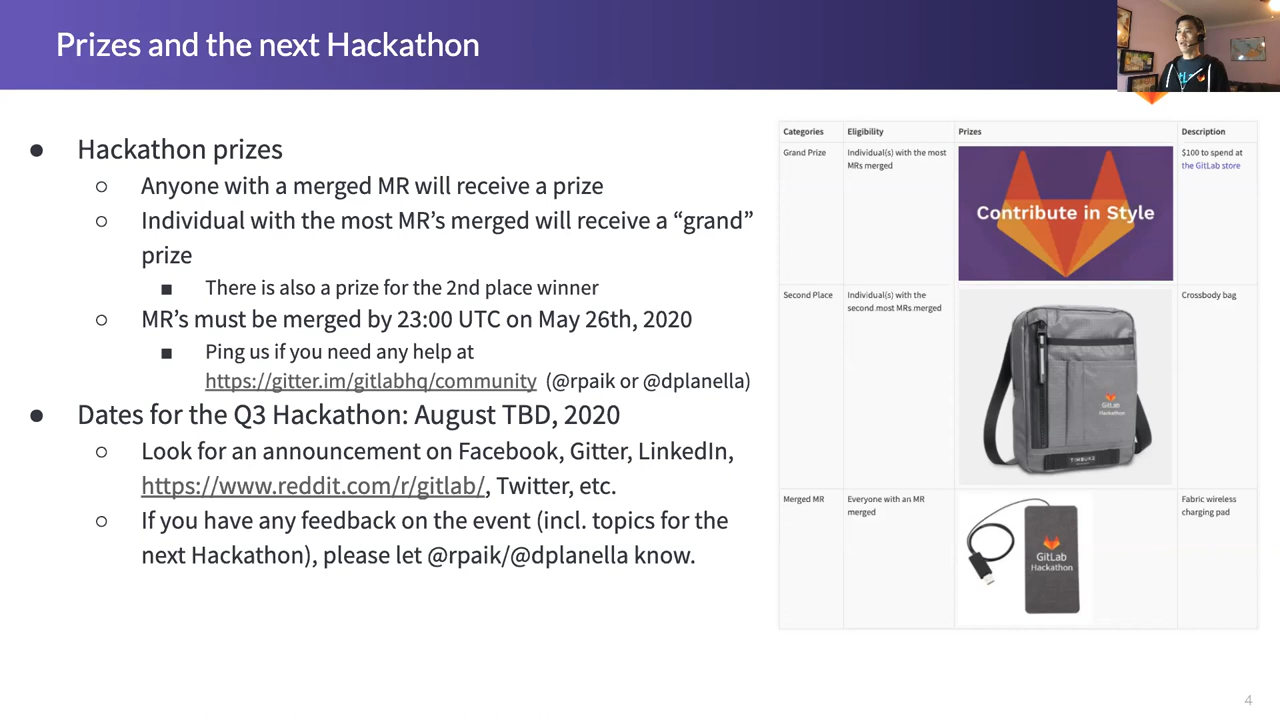 Prizes and the next Hackathon
● Hackathon prizes
○ Anyone with a merged MR will receive a prize
○ Individual with the most MR’s merged will receive a “grand”
prize
■ There is also a prize for the 2nd place winner
○ MR’s must be merged by 23:00 UTC on May 26th, 2020
■ Ping us if you need any help at
https://gitter.im/gitlabhq/community (@rpaik or @dplanella)
● Dates for the Q3 Hackathon: August TBD, 2020
○ Look for an announcement on Facebook, Gitter, LinkedIn,
https://www.reddit.com/r/gitlab/, Twitter, etc.
○ If you have any feedback on the event (incl. topics for the
next Hackathon), please let @rpaik/@dplanella know.
Categories Eligibility Prizes Description
Grand Prize
Individual(s) with the most
MRs merged
Contribute in Style
$100 to spend at
the GitLab store
Second Place
Individual(s) with the
second most MRs merged
GitLab
Hackathon
TIMBUK2
Crossbody bag
Merged MR
Everyone with an MR
merged
GitLab
Hackathon
Fabric wireless
charging pad
4